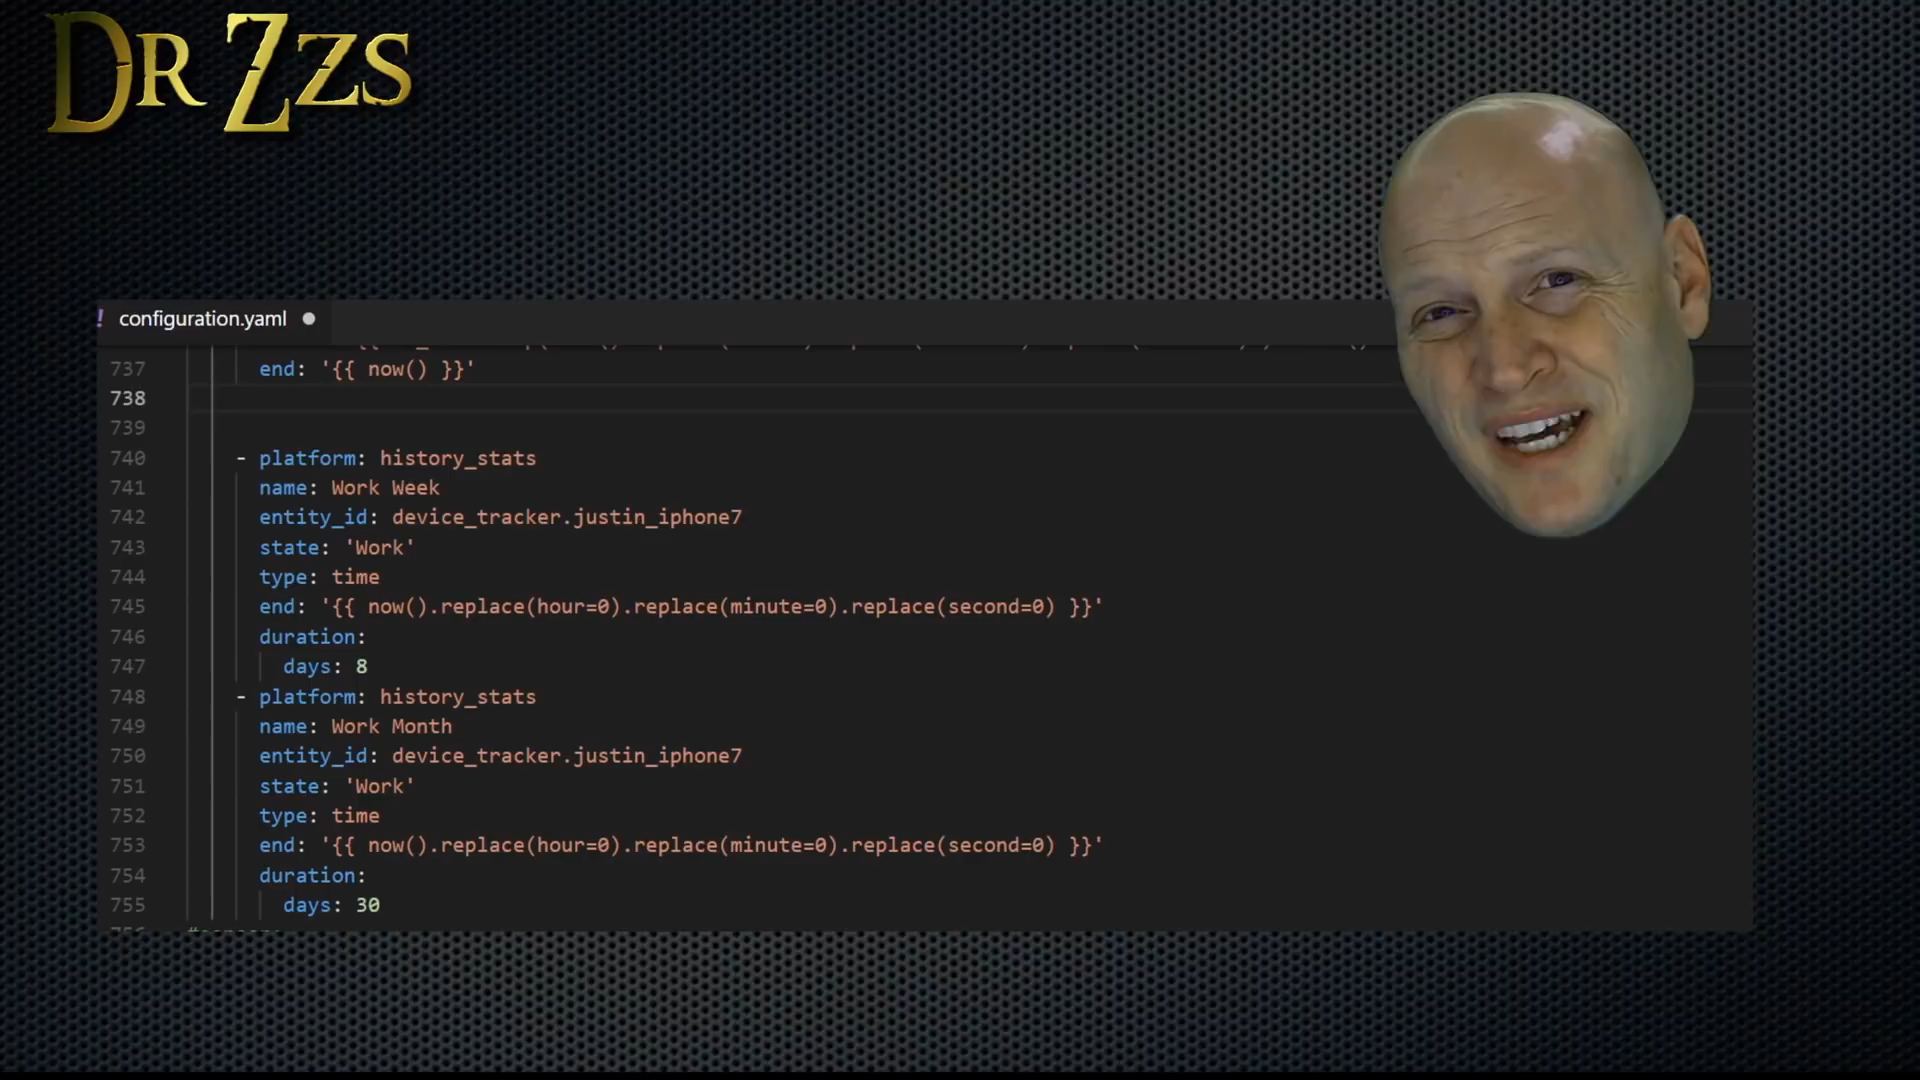 DR ZZS
! configuration.yaml
737 end: '{{ now() }}'
738
739
740 - platform: history_stats
741 name: Work Week
742 entity_id: device_tracker.justin_iphone7
743 state: 'Work'
744 type: time
745 end: '{{ now().replace(hour=0).replace(minute=0).replace(second=0) }}'
746 duration:
747 days: 8
748 - platform: history_stats
749 name: Work Month
750 entity_id: device_tracker.justin_iphone7
751 state: 'Work'
752 type: time
753 end: '{{ now().replace(hour=0).replace(minute=0).replace(second=0) }}'
754 duration:
755 days: 30